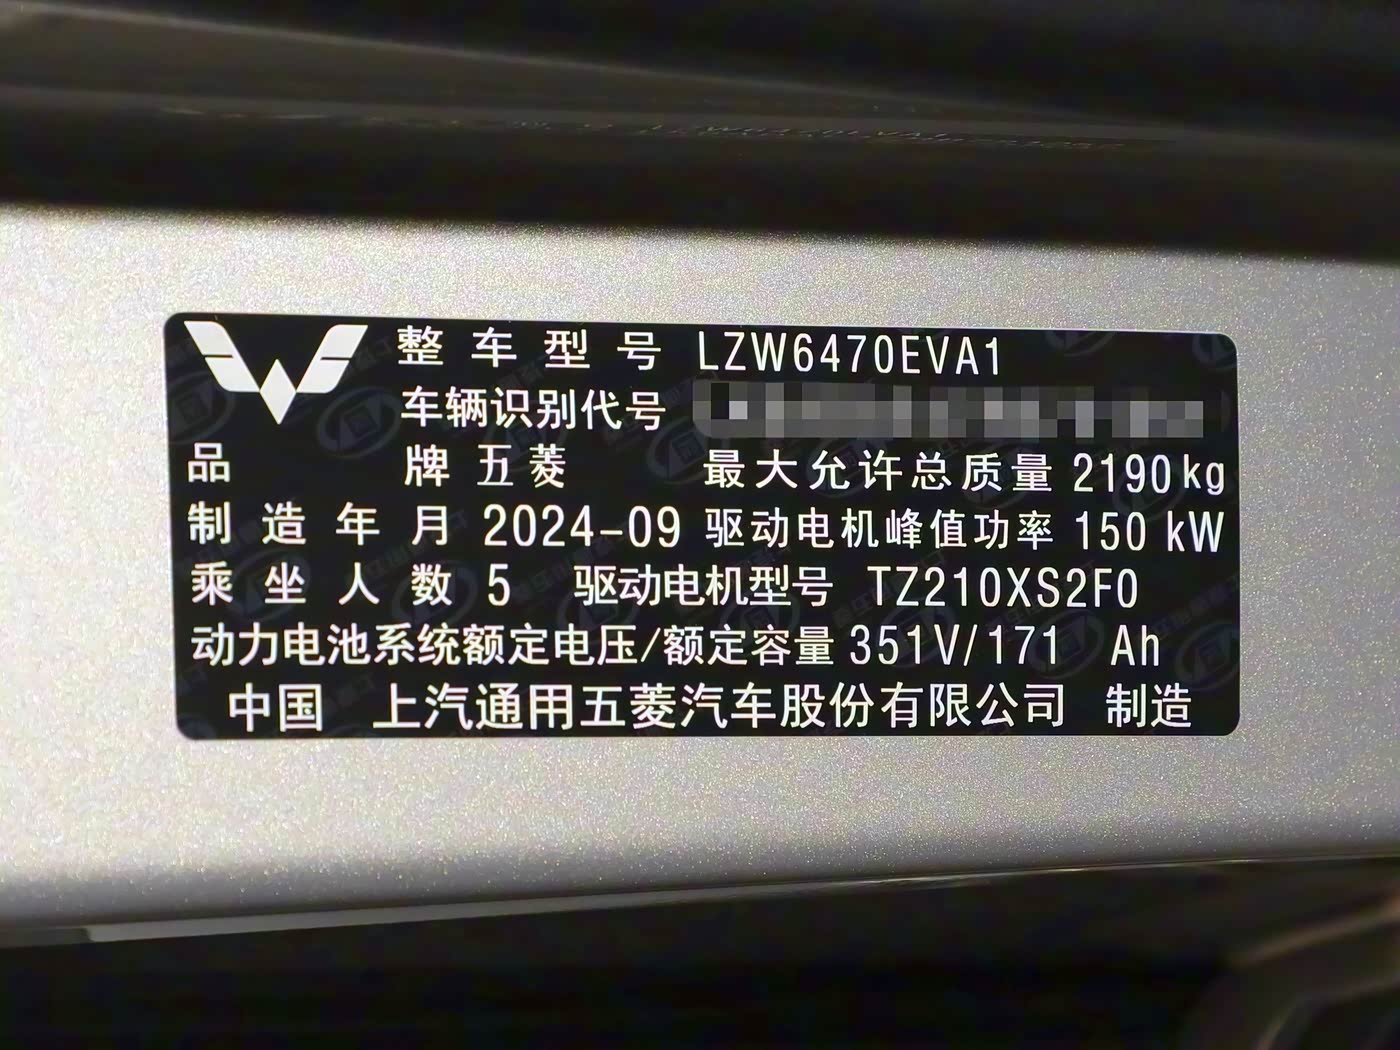 整车型号 LZW6470EVA1
车辆识别代号
品牌 五菱 最大允许总质量 2190kg
制造年月 2024-09 驱动电机峰值功率 150 kW
乘坐人数 5 驱动电机型号 TZ210XS2F0
动力电池系统额定电压/额定容量 351V/171 Ah
中国 上汽通用五菱汽车股份有限公司 制造